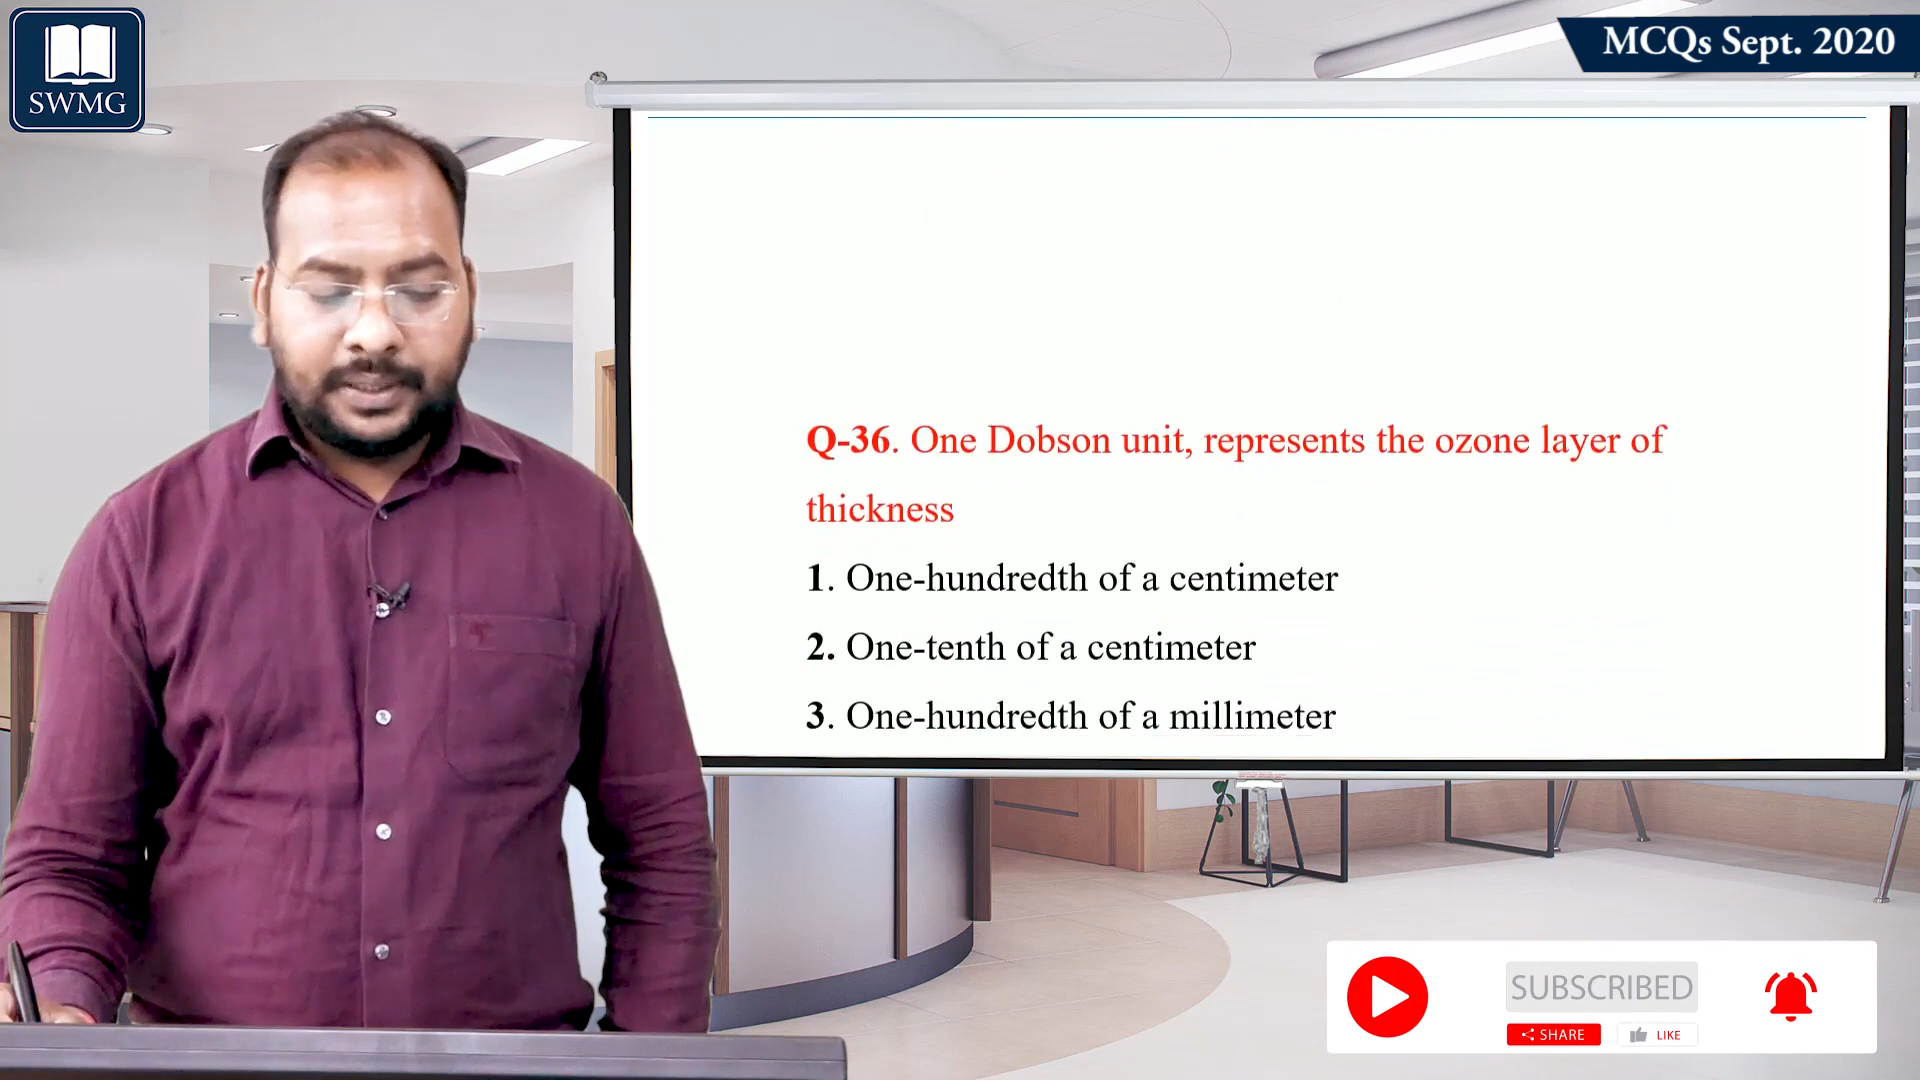 SWMG
MCQs Sept. 2020
Q-36. One Dobson unit, represents the ozone layer of
thickness
1. One-hundredth of a centimeter
2. One-tenth of a centimeter
3. One-hundredth of a millimeter
SUBSCRIBED
SHARE
LIKE